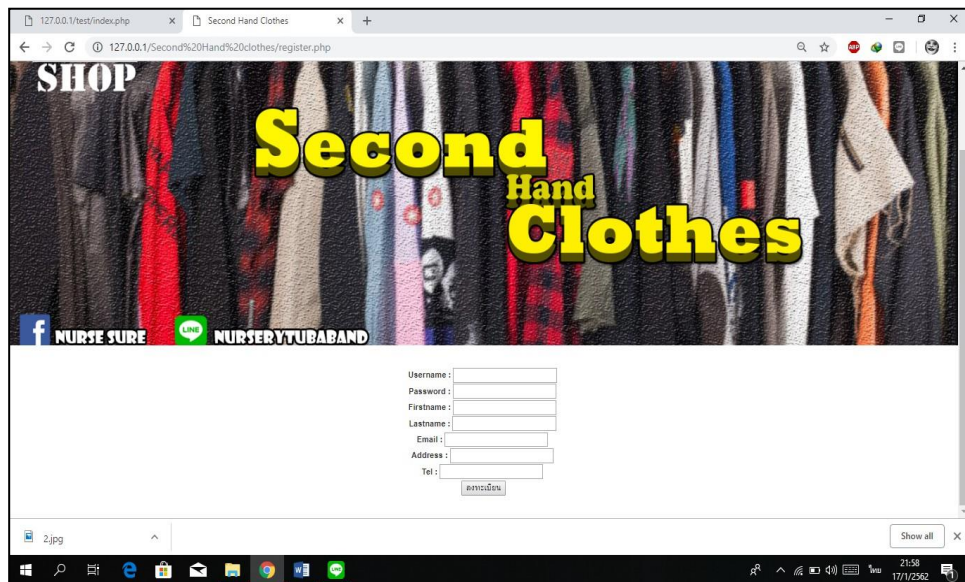 127.0.0.1/test/index.php
Second Hand Clothes
127.0.0.1/Second%20Hand%20clothes/register.php
ABP
SHOP
Second
Hand
Clothes
f NURSE SURE
LINE NURSERYTUBABAND
Username :
Password :
Firstname :
Lastname :
Email :
Address :
Tel :
ลงทะเบียน
2.jpg
Show all
ไทย
21:58
17/1/2562
1